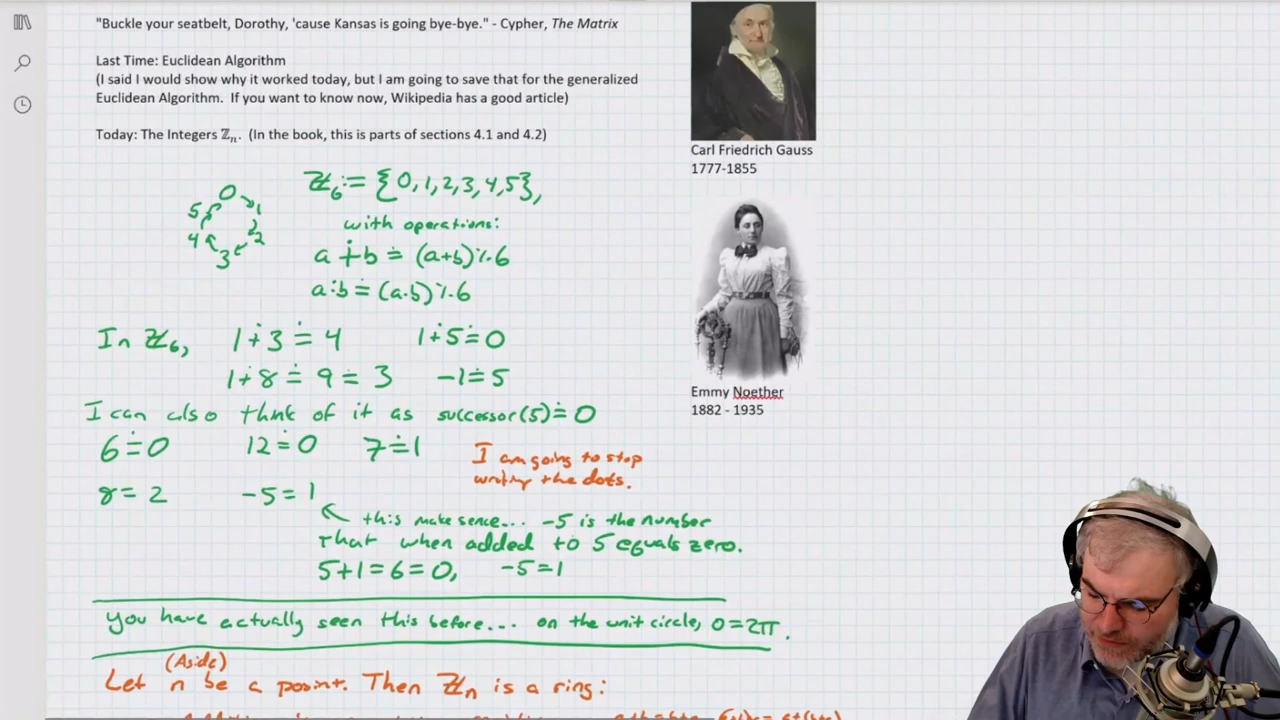 "Buckle your seatbelt, Dorothy, 'cause Kansas is going bye-bye." - Cypher, The Matrix
Last Time: Euclidean Algorithm
(I said I would show why it worked today, but I am going to save that for the generalized
Euclidean Algorithm. If you want to know now, Wikipedia has a good article)
Today: The Integers ℤₙ. (In the book, this is parts of sections 4.1 and 4.2)
Carl Friedrich Gauss
1777-1855
Emmy Noether
1882 - 1935
0 1 2 3 4 5
ℤ₆ := {0,1,2,3,4,5},
with operations:
a ∔ b ≐ (a+b)%6
a ∶ b ≐ (a·b)%6
In ℤ₆, 1∔3≐4 1∔5≐0
1∔8≐9≐3 -1≐5
I can also think of it as successor(5)≐0
6≐0 12≐0 7≐1
I am going to stop
writing the dots.
8=2 -5=1
this make sence... -5 is the number
That when added to 5 equals zero.
5+1=6=0, -5=1
You have actually seen this before... on the unit circle, 0=2π.
(Aside)
Let n be a posint. Then ℤₙ is a ring: